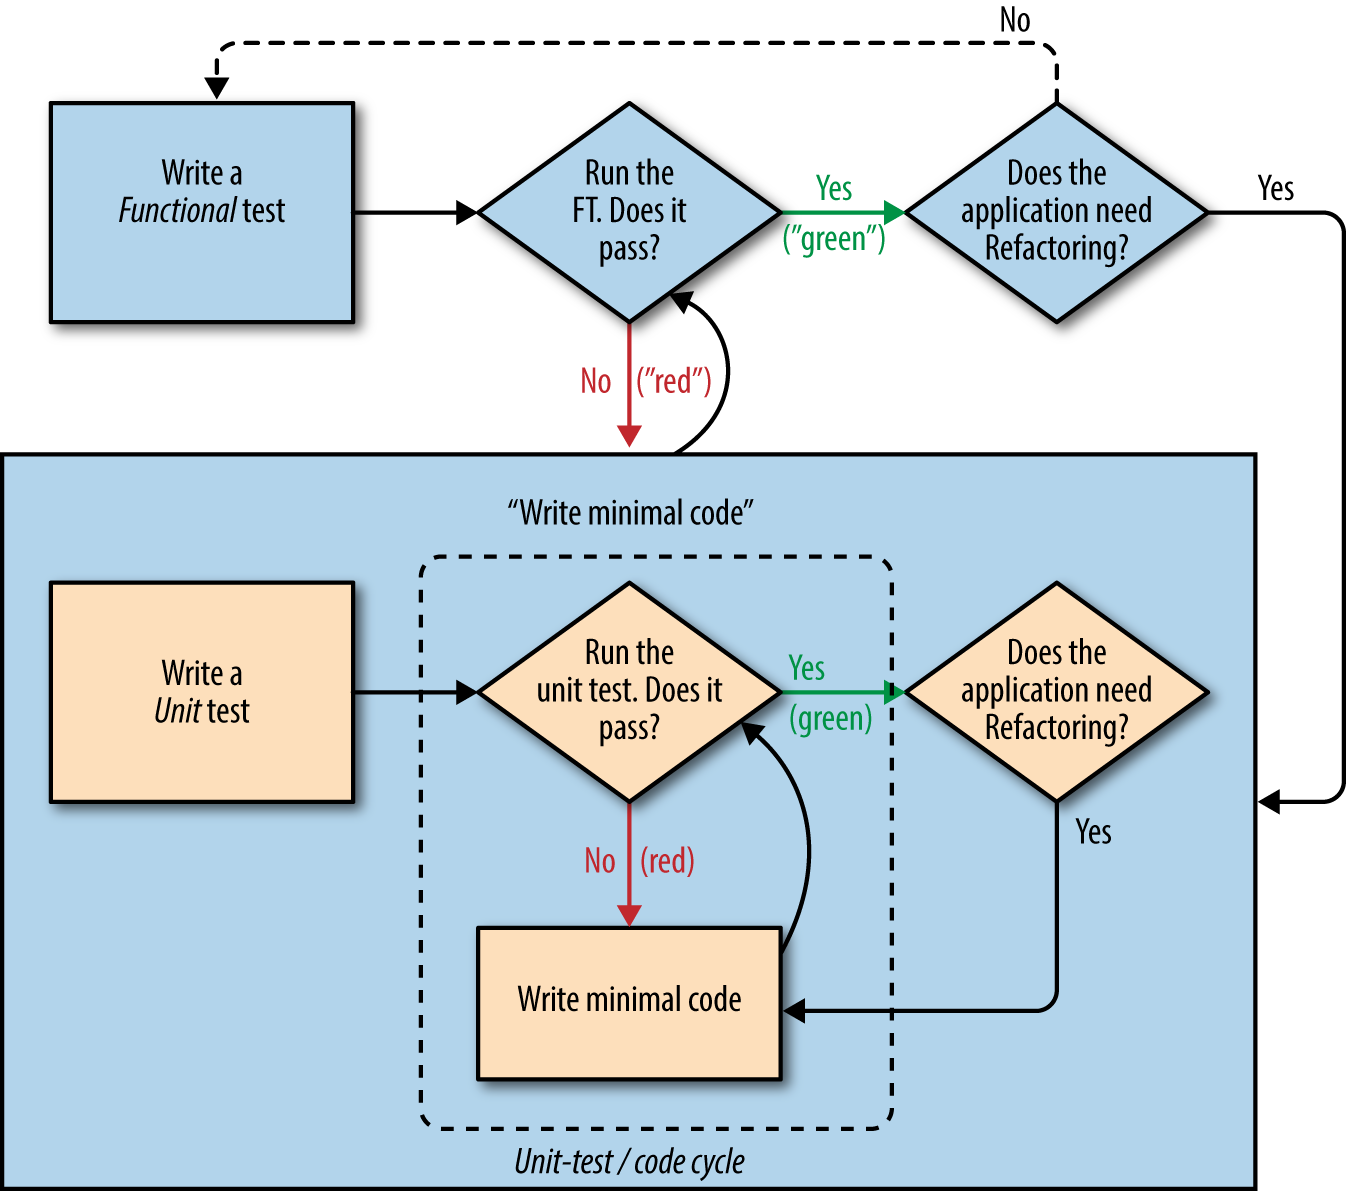 No
Write a
Functional test
Run the
FT. Does it
pass?
Yes
("green")
Does the
application need
Refactoring?
Yes
No ("red")
“Write minimal code”
Write a
Unit test
Run the
unit test. Does it
pass?
Yes
(green)
Does the
application need
Refactoring?
Yes
No (red)
Write minimal code
Unit-test / code cycle